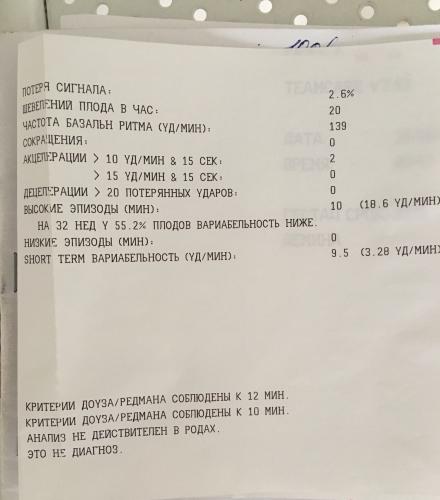 ПОТЕРЯ СИГНАЛА: 2.6%
ШЕВЕЛЕНИЙ ПЛОДА В ЧАС: 20
ЧАСТОТА БАЗАЛЬН РИТМА (УД/МИН): 139
СОКРАЩЕНИЯ: 0
АКЦЕЛЕРАЦИИ > 10 УД/МИН & 15 СЕК: 2
> 15 УД/МИН & 15 СЕК: 0
ДЕЦЕЛЕРАЦИИ > 20 ПОТЕРЯННЫХ УДАРОВ: 0
ВЫСОКИЕ ЭПИЗОДЫ (МИН): 10 (18.6 УД/МИН)
НА 32 НЕД У 55.2% ПЛОДОВ ВАРИАБЕЛЬНОСТЬ НИЖЕ.
НИЗКИЕ ЭПИЗОДЫ (МИН): 0
SHORT TERM ВАРИАБЕЛЬНОСТЬ (УД/МИН): 9.5 (3.28 УД/МИН)
КРИТЕРИИ ДОУЗА/РЕДМАНА СОБЛЮДЕНЫ К 12 МИН.
КРИТЕРИИ ДОУЗА/РЕДМАНА СОБЛЮДЕНЫ К 10 МИН.
АНАЛИЗ НЕ ДЕЙСТВИТЕЛЕН В РОДАХ.
ЭТО НЕ ДИАГНОЗ.